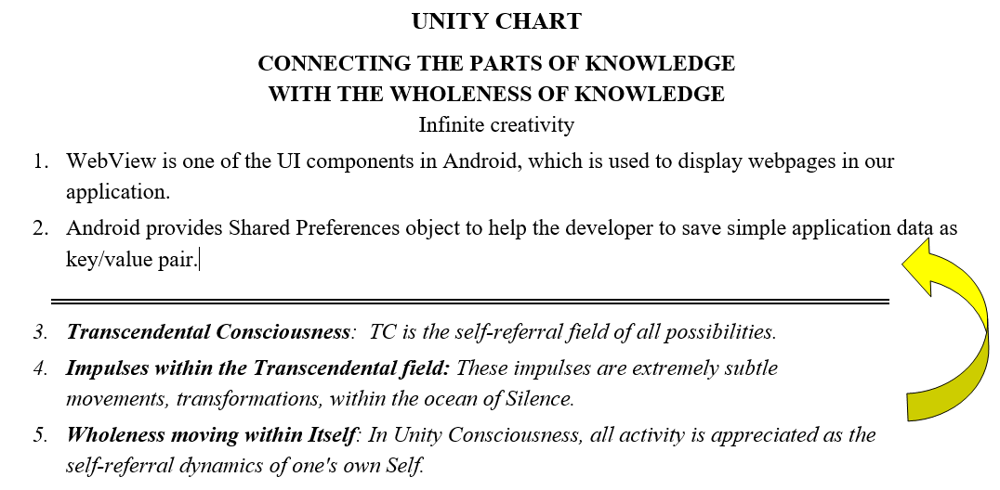 UNITY CHART
CONNECTING THE PARTS OF KNOWLEDGE
WITH THE WHOLENESS OF KNOWLEDGE
Infinite creativity
1. WebView is one of the UI components in Android, which is used to display webpages in our
application.
2. Android provides Shared Preferences object to help the developer to save simple application data as
key/value pair.
3. Transcendental Consciousness: TC is the self-referral field of all possibilities.
4. Impulses within the Transcendental field: These impulses are extremely subtle
movements, transformations, within the ocean of Silence.
5. Wholeness moving within Itself: In Unity Consciousness, all activity is appreciated as the
self-referral dynamics of one's own Self.